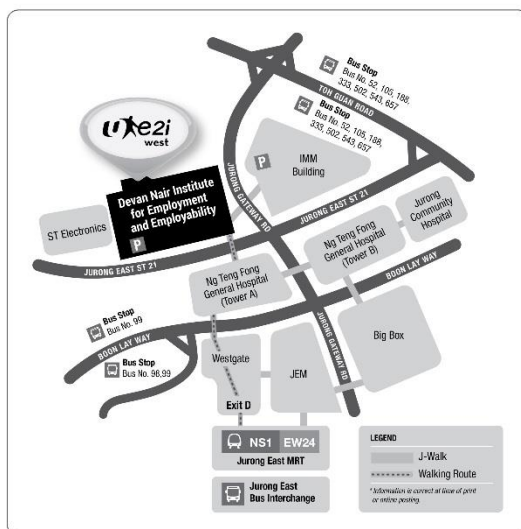 Bus Stop
Bus No. 52, 105, 188,
333, 502, 543, 657
TOH GUAN ROAD
Bus Stop
Bus No. 52, 105, 188,
333, 502, 543, 657
u e2i
west
IMM
Building
P
JURONG GATEWAY RD
Devan Nair Institute
for Employment
and Employability
P
ST Electronics
JURONG EAST ST 21
JURONG EAST ST 21
Jurong
Community
Hospital
Ng Teng Fong
General Hospital
(Tower B)
Ng Teng Fong
General Hospital
(Tower A)
BOON LAY WAY
Bus Stop
Bus No. 99
BOON LAY WAY
Bus Stop
Bus No. 98,99
Westgate
Exit D
JEM
JURONG GATEWAY RD
Big Box
NS1 EW24
Jurong East MRT
Jurong East
Bus Interchange
LEGEND
J-Walk
Walking Route
* Information is correct at time of print
or online posting.